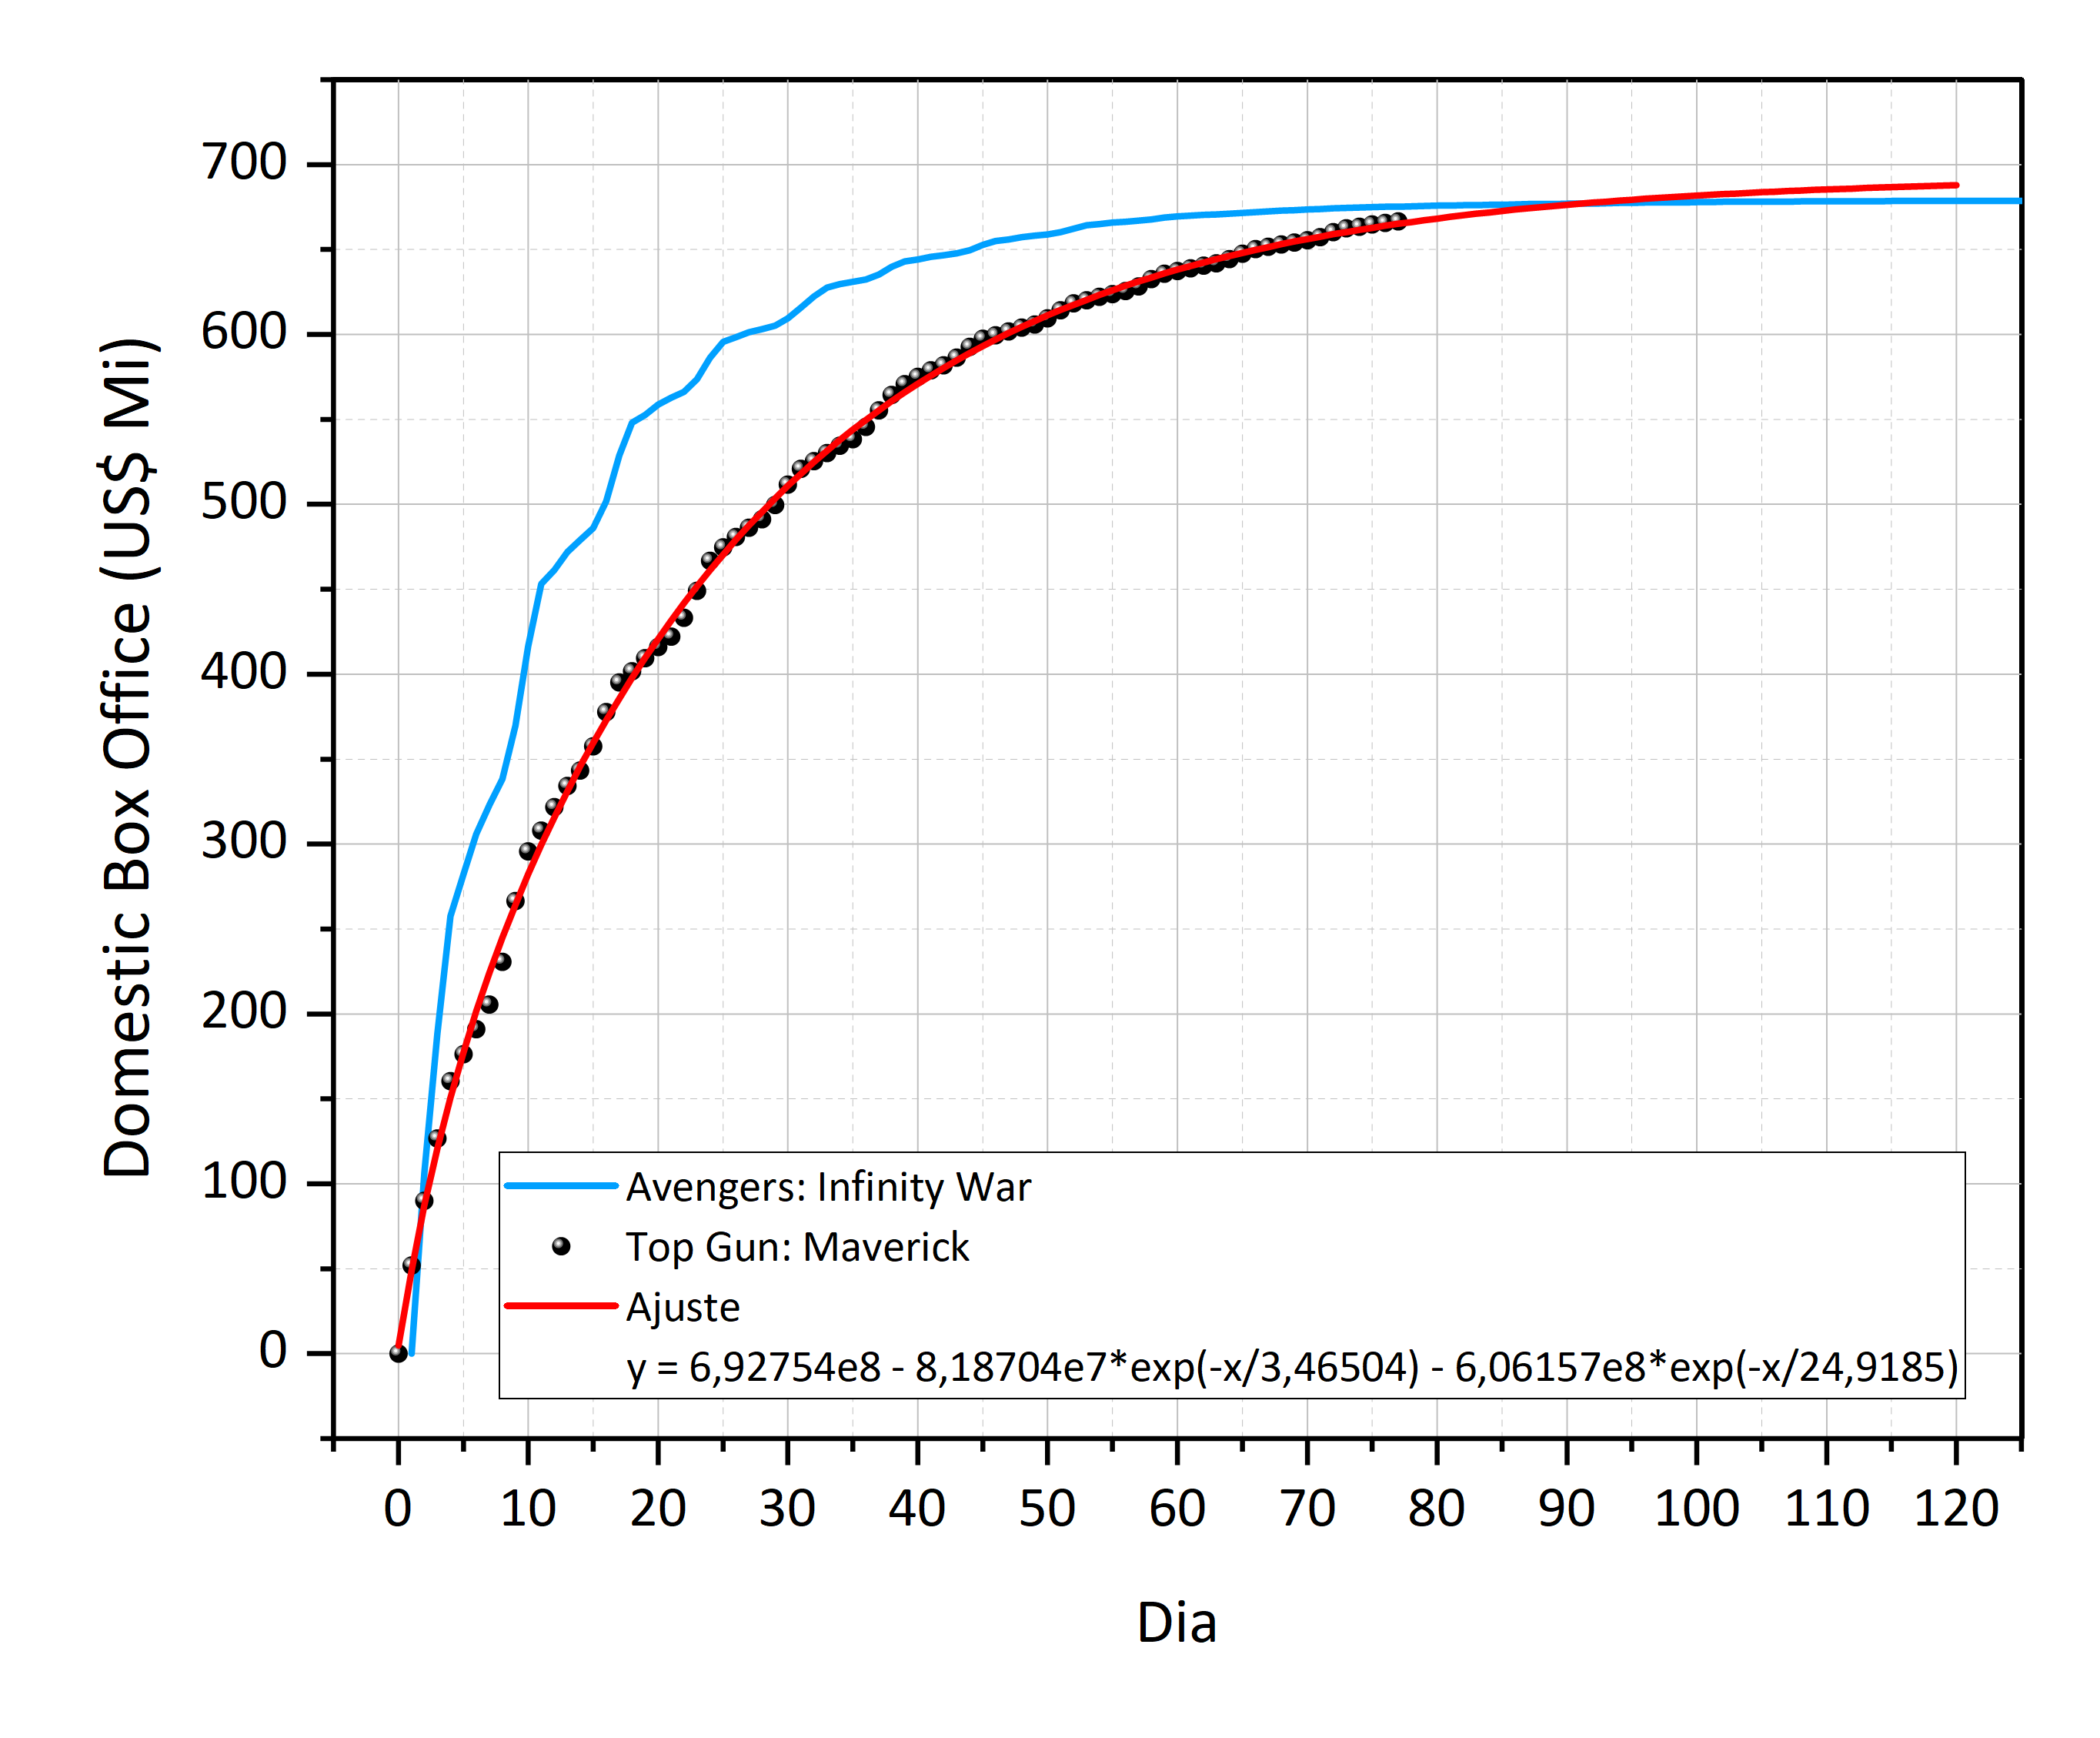 Domestic Box Office (US$ Mi)
700
600
500
400
300
200
100
0
Avengers: Infinity War
Top Gun: Maverick
Ajuste
y = 6,92754e8 - 8,18704e7*exp(-x/3,46504) - 6,06157e8*exp(-x/24,9185)
0 10 20 30 40 50 60 70 80 90 100 110 120
Dia